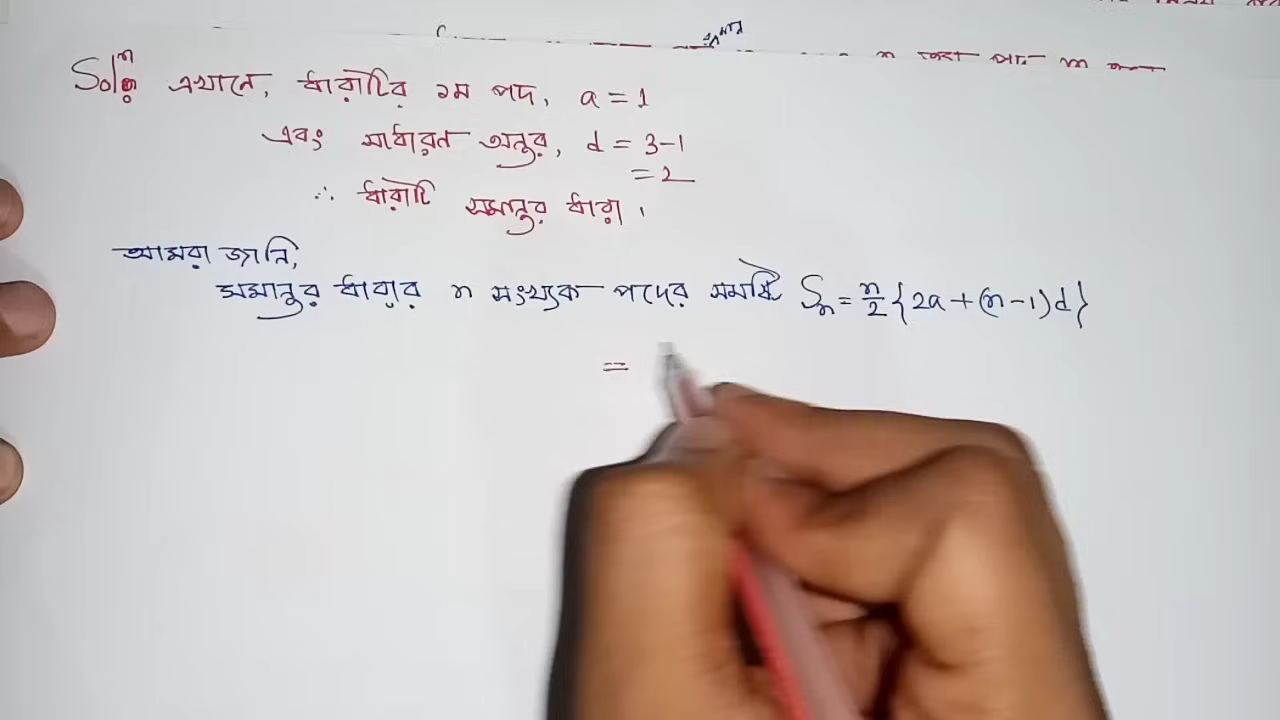 Solⁿ: এখানে, ধারাটির ১ম পদ, a = 1
এবং সাধারণ অন্তর, d = 3-1
= 2
∴ ধারাটি সমান্তর ধারা।
আমরা জানি,
সমান্তর ধারার n সংখ্যক পদের সমষ্টি Sₙ = n/2 {2a + (n-1)d}
=